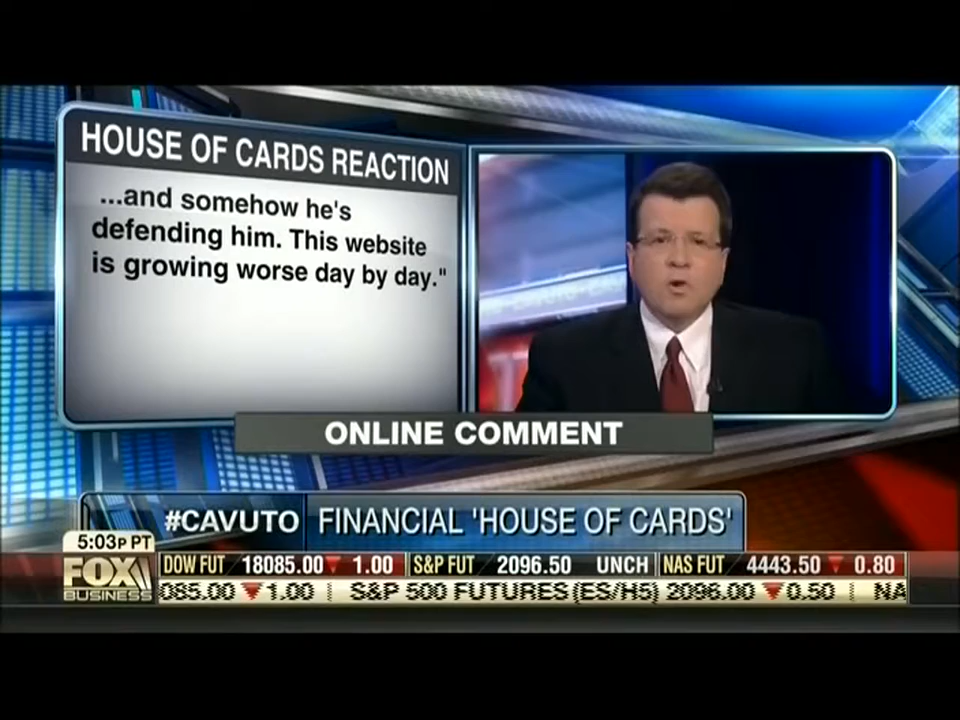 HOUSE OF CARDS REACTION
...and somehow he's
defending him. This website
is growing worse day by day."
ONLINE COMMENT
#CAVUTO FINANCIAL 'HOUSE OF CARDS'
5:03P PT
FOX
BUSINESS
DOW FUT 18085.00 ▼ 1.00 S&P FUT 2096.50 UNCH NAS FUT 4443.50 ▼ 0.80
085.00 ▼ 1.00 | S&P 500 FUTURES(ES/H5) 2096.00 ▼ 0.50 | NA